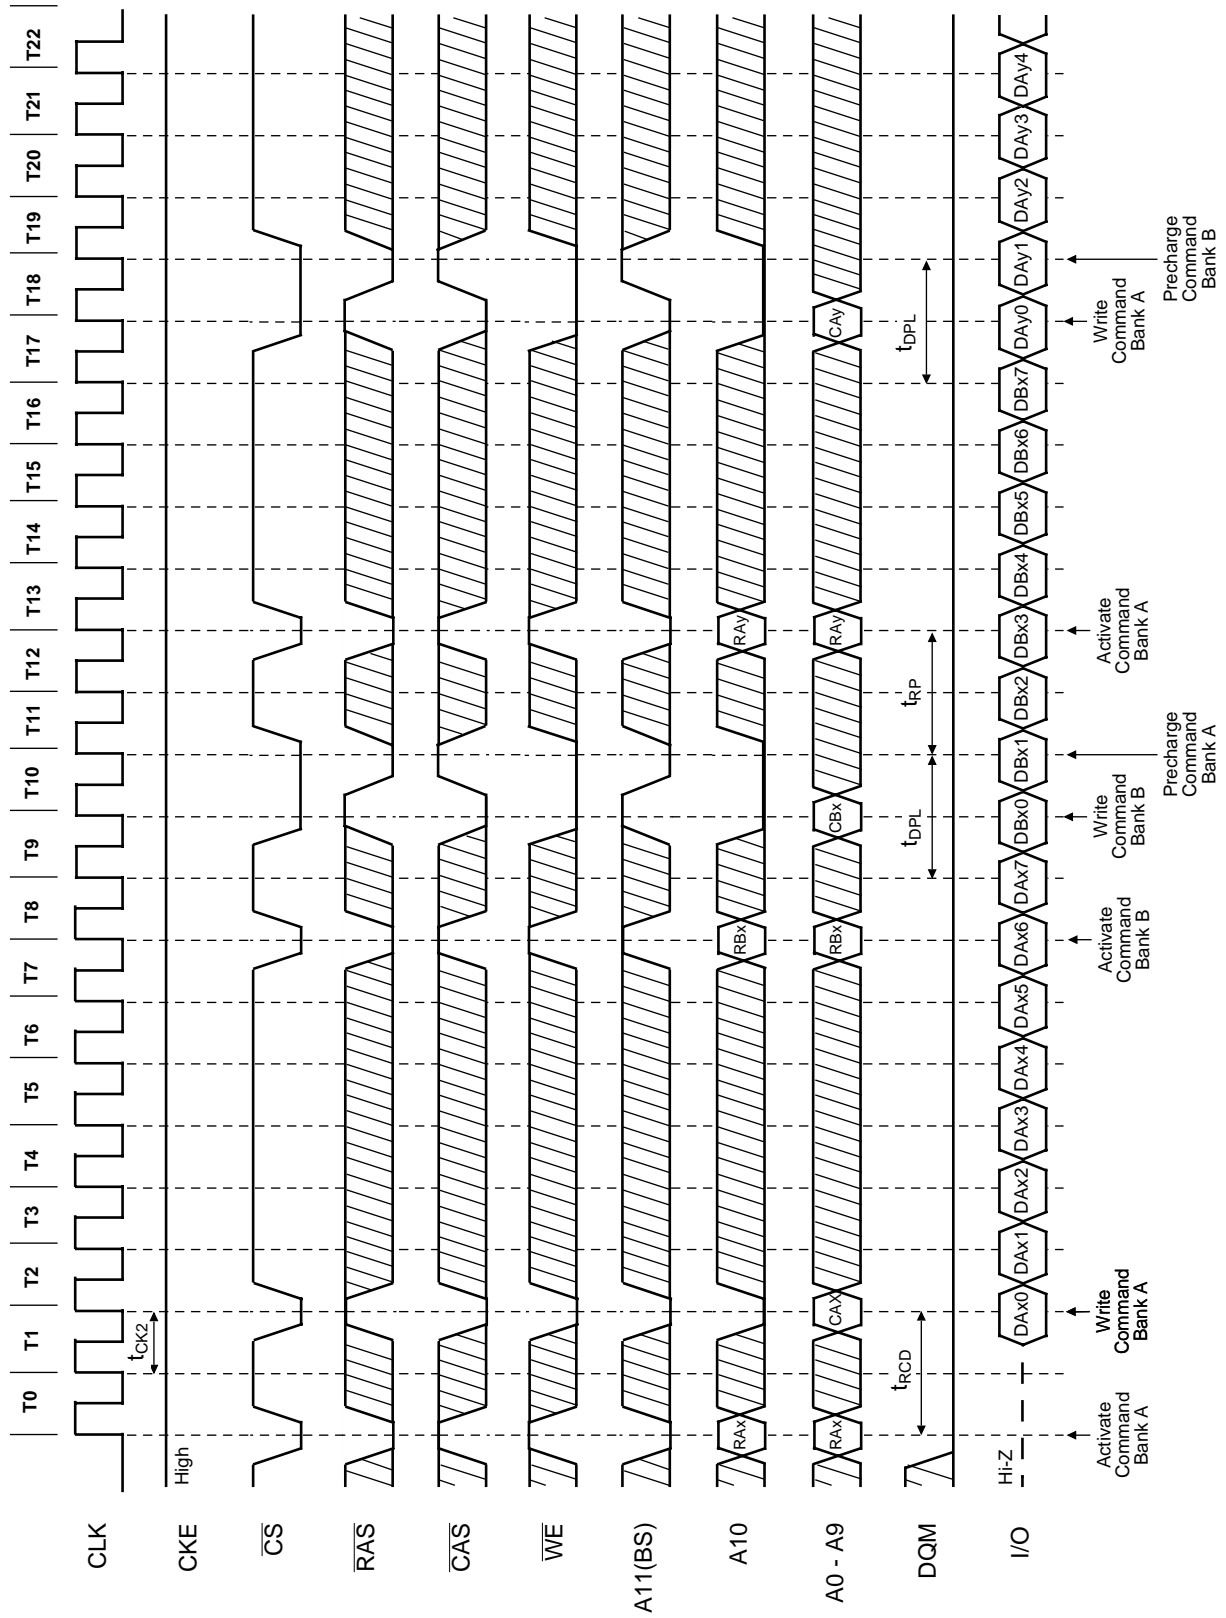 T0 T1 T2 T3 T4 T5 T6 T7 T8 T9 T10 T11 T12 T13 T14 T15 T16 T17 T18 T19 T20 T21 T22
CLK
tCK2
CKE
High
CS
RAS
CAS
WE
A11(BS)
A10
RAx RBx RAy
A0 - A9
RAx CAX RBx CBx RAy CAy
tRCD tDPL tRP tDPL
DQM
I/O
Hi-Z
DAx0 DAx1 DAx2 DAx3 DAx4 DAx5 DAx6 DAx7 DBx0 DBx1 DBx2 DBx3 DBx4 DBx5 DBx6 DBx7 DAy0 DAy1 DAy2 DAy3 DAy4
Activate
Command
Bank A
Write
Command
Bank A
Activate
Command
Bank B
Write
Command
Bank B
Precharge
Command
Bank A
Activate
Command
Bank A
Write
Command
Bank A
Precharge
Command
Bank B